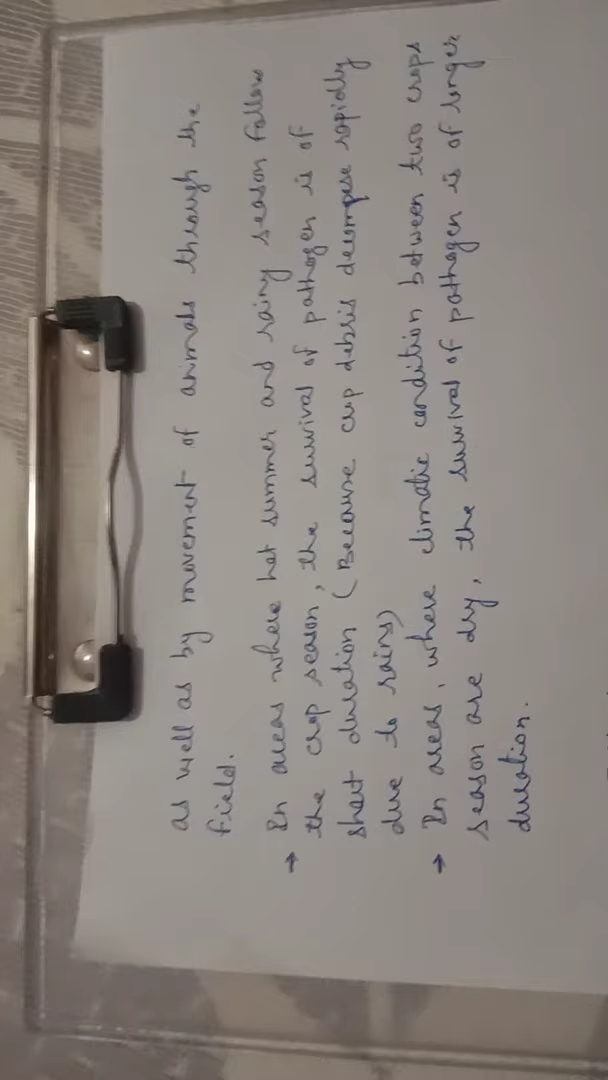 as well as by movement of animals through the
field.
→ In areas where hot summer and rainy season follow
the crop season, the survival of pathogen is of
short duration (Because crop debris decompose rapidly
due to rains)
→ In areas, where climatic condition between two crops
season are dry, the survival of pathogen is of longer
duration.